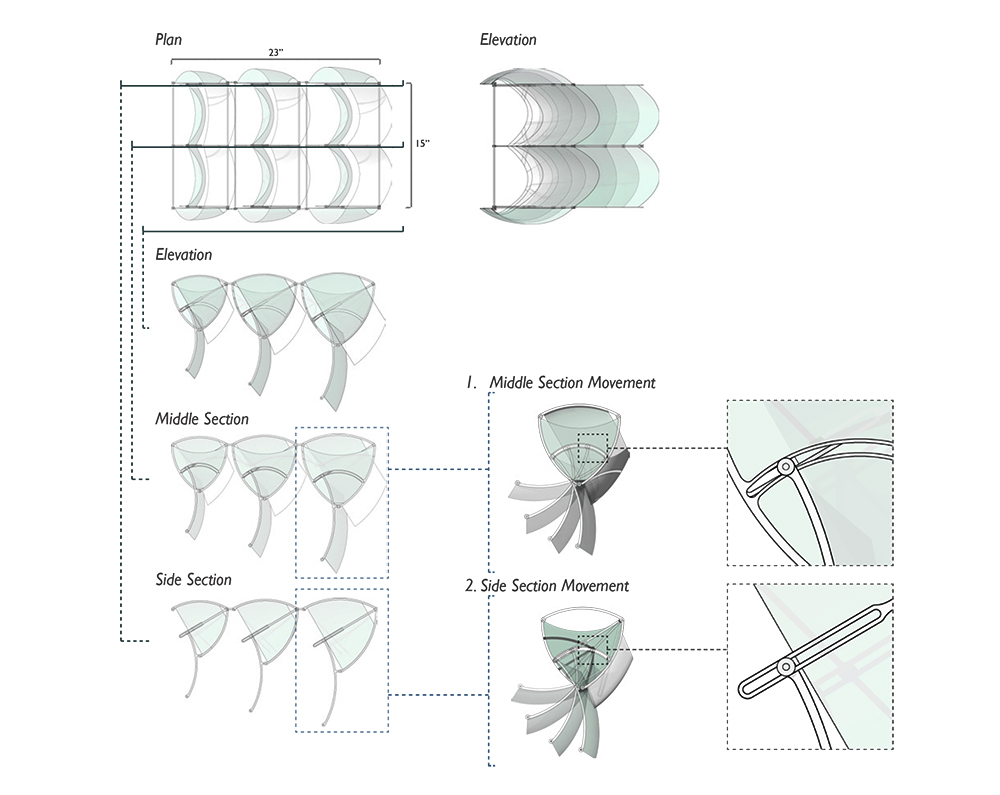 Plan
Elevation
23"
15"
Elevation
1. Middle Section Movement
Middle Section
Side Section
2. Side Section Movement